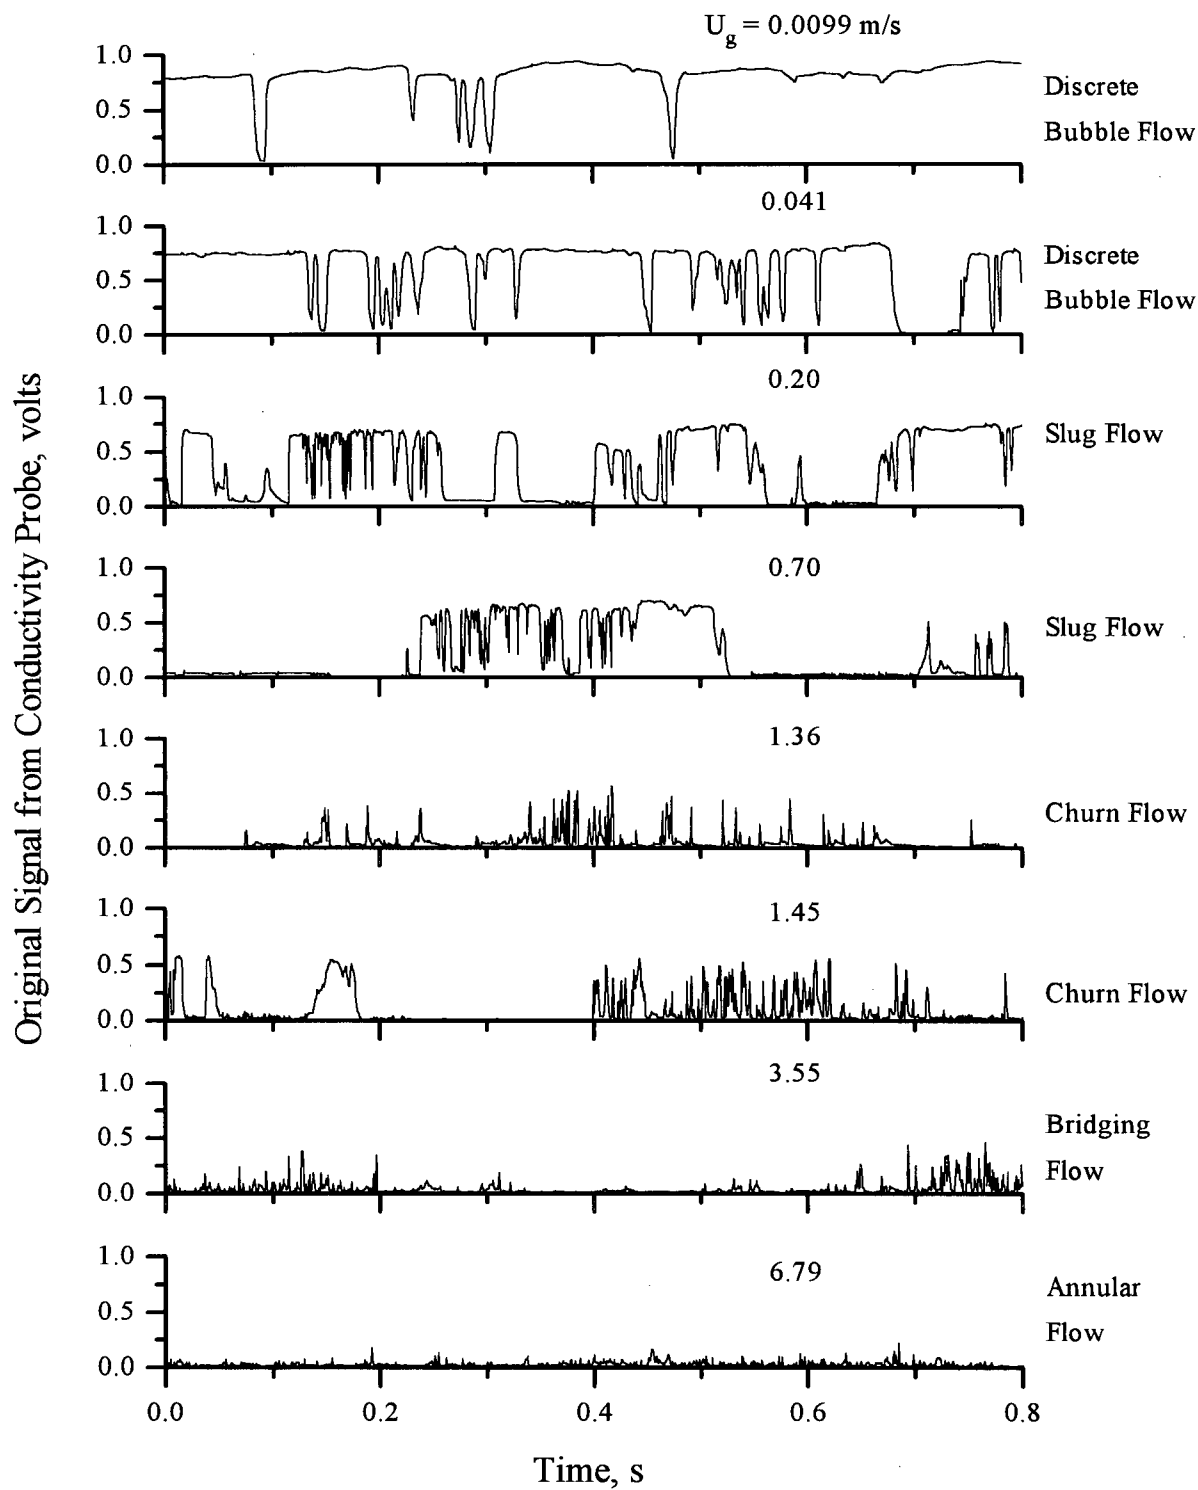 U_g = 0.0099 m/s
1.0
0.5
0.0
Discrete
Bubble Flow
0.041
1.0
0.5
0.0
Discrete
Bubble Flow
0.20
1.0
0.5
0.0
Slug Flow
0.70
1.0
0.5
0.0
Slug Flow
1.36
1.0
0.5
0.0
Churn Flow
1.45
1.0
0.5
0.0
Churn Flow
3.55
1.0
0.5
0.0
Bridging
Flow
6.79
1.0
0.5
0.0
Annular
Flow
0.0 0.2 0.4 0.6 0.8
Time, s
Original Signal from Conductivity Probe, volts